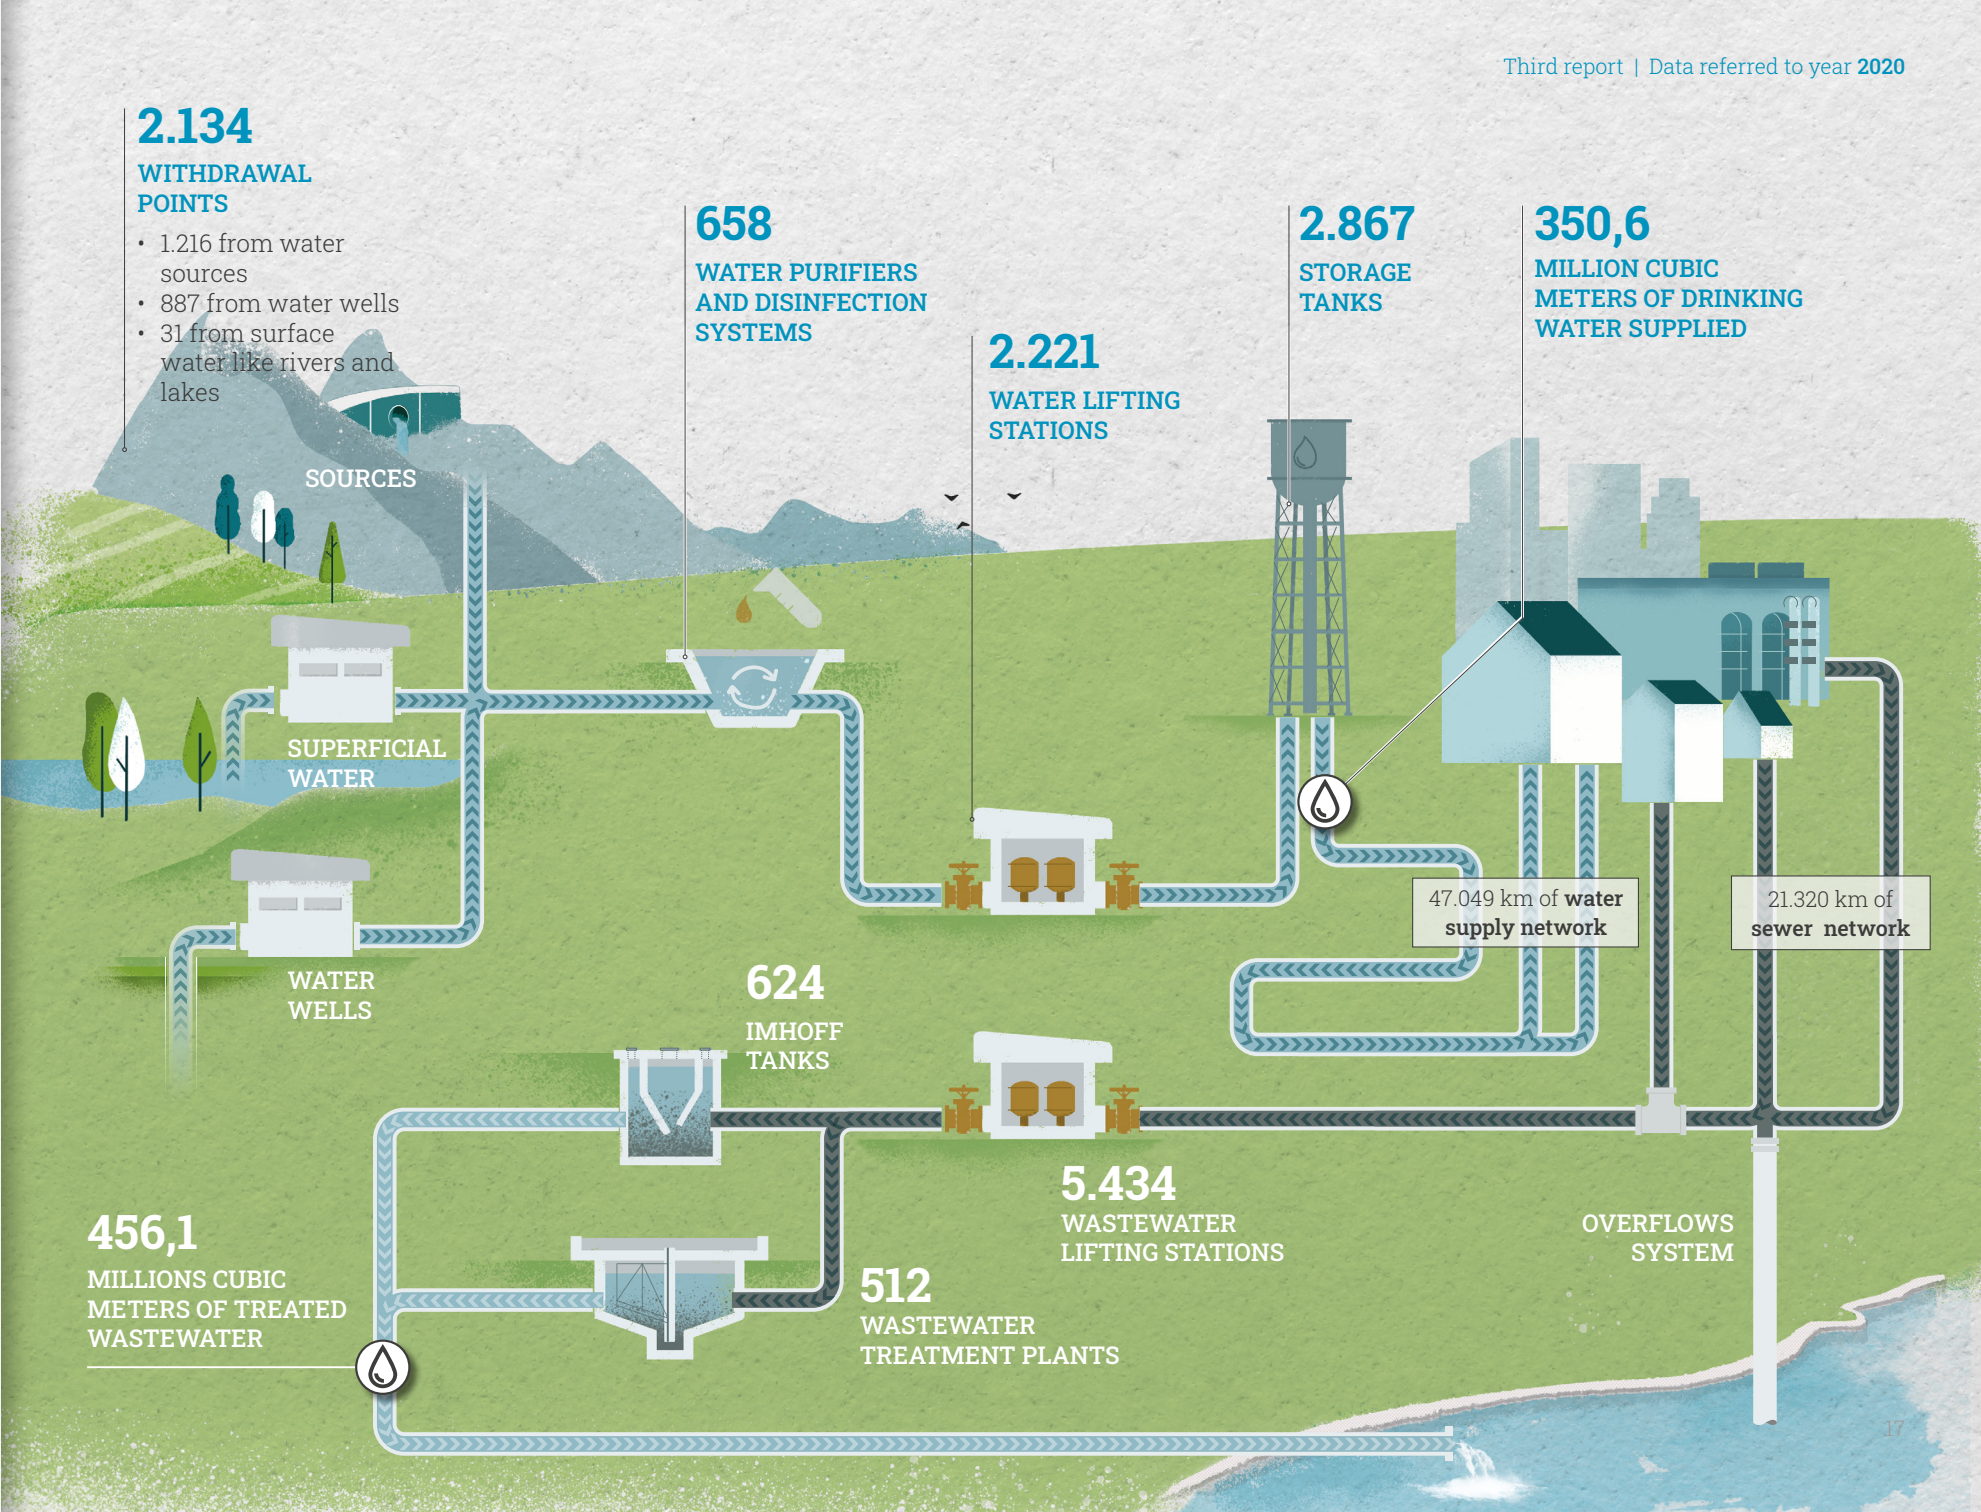 Third report | Data referred to year 2020
2.134
WITHDRAWAL
POINTS
• 1.216 from water
sources
• 887 from water wells
• 31 from surface
water like rivers and
lakes
658
WATER PURIFIERS
AND DISINFECTION
SYSTEMS
2.221
WATER LIFTING
STATIONS
2.867
STORAGE
TANKS
350,6
MILLION CUBIC
METERS OF DRINKING
WATER SUPPLIED
SOURCES
SUPERFICIAL
WATER
WATER
WELLS
47.049 km of water
supply network
21.320 km of
sewer network
624
IMHOFF
TANKS
5.434
WASTEWATER
LIFTING STATIONS
OVERFLOWS
SYSTEM
456,1
MILLIONS CUBIC
METERS OF TREATED
WASTEWATER
512
WASTEWATER
TREATMENT PLANTS
17